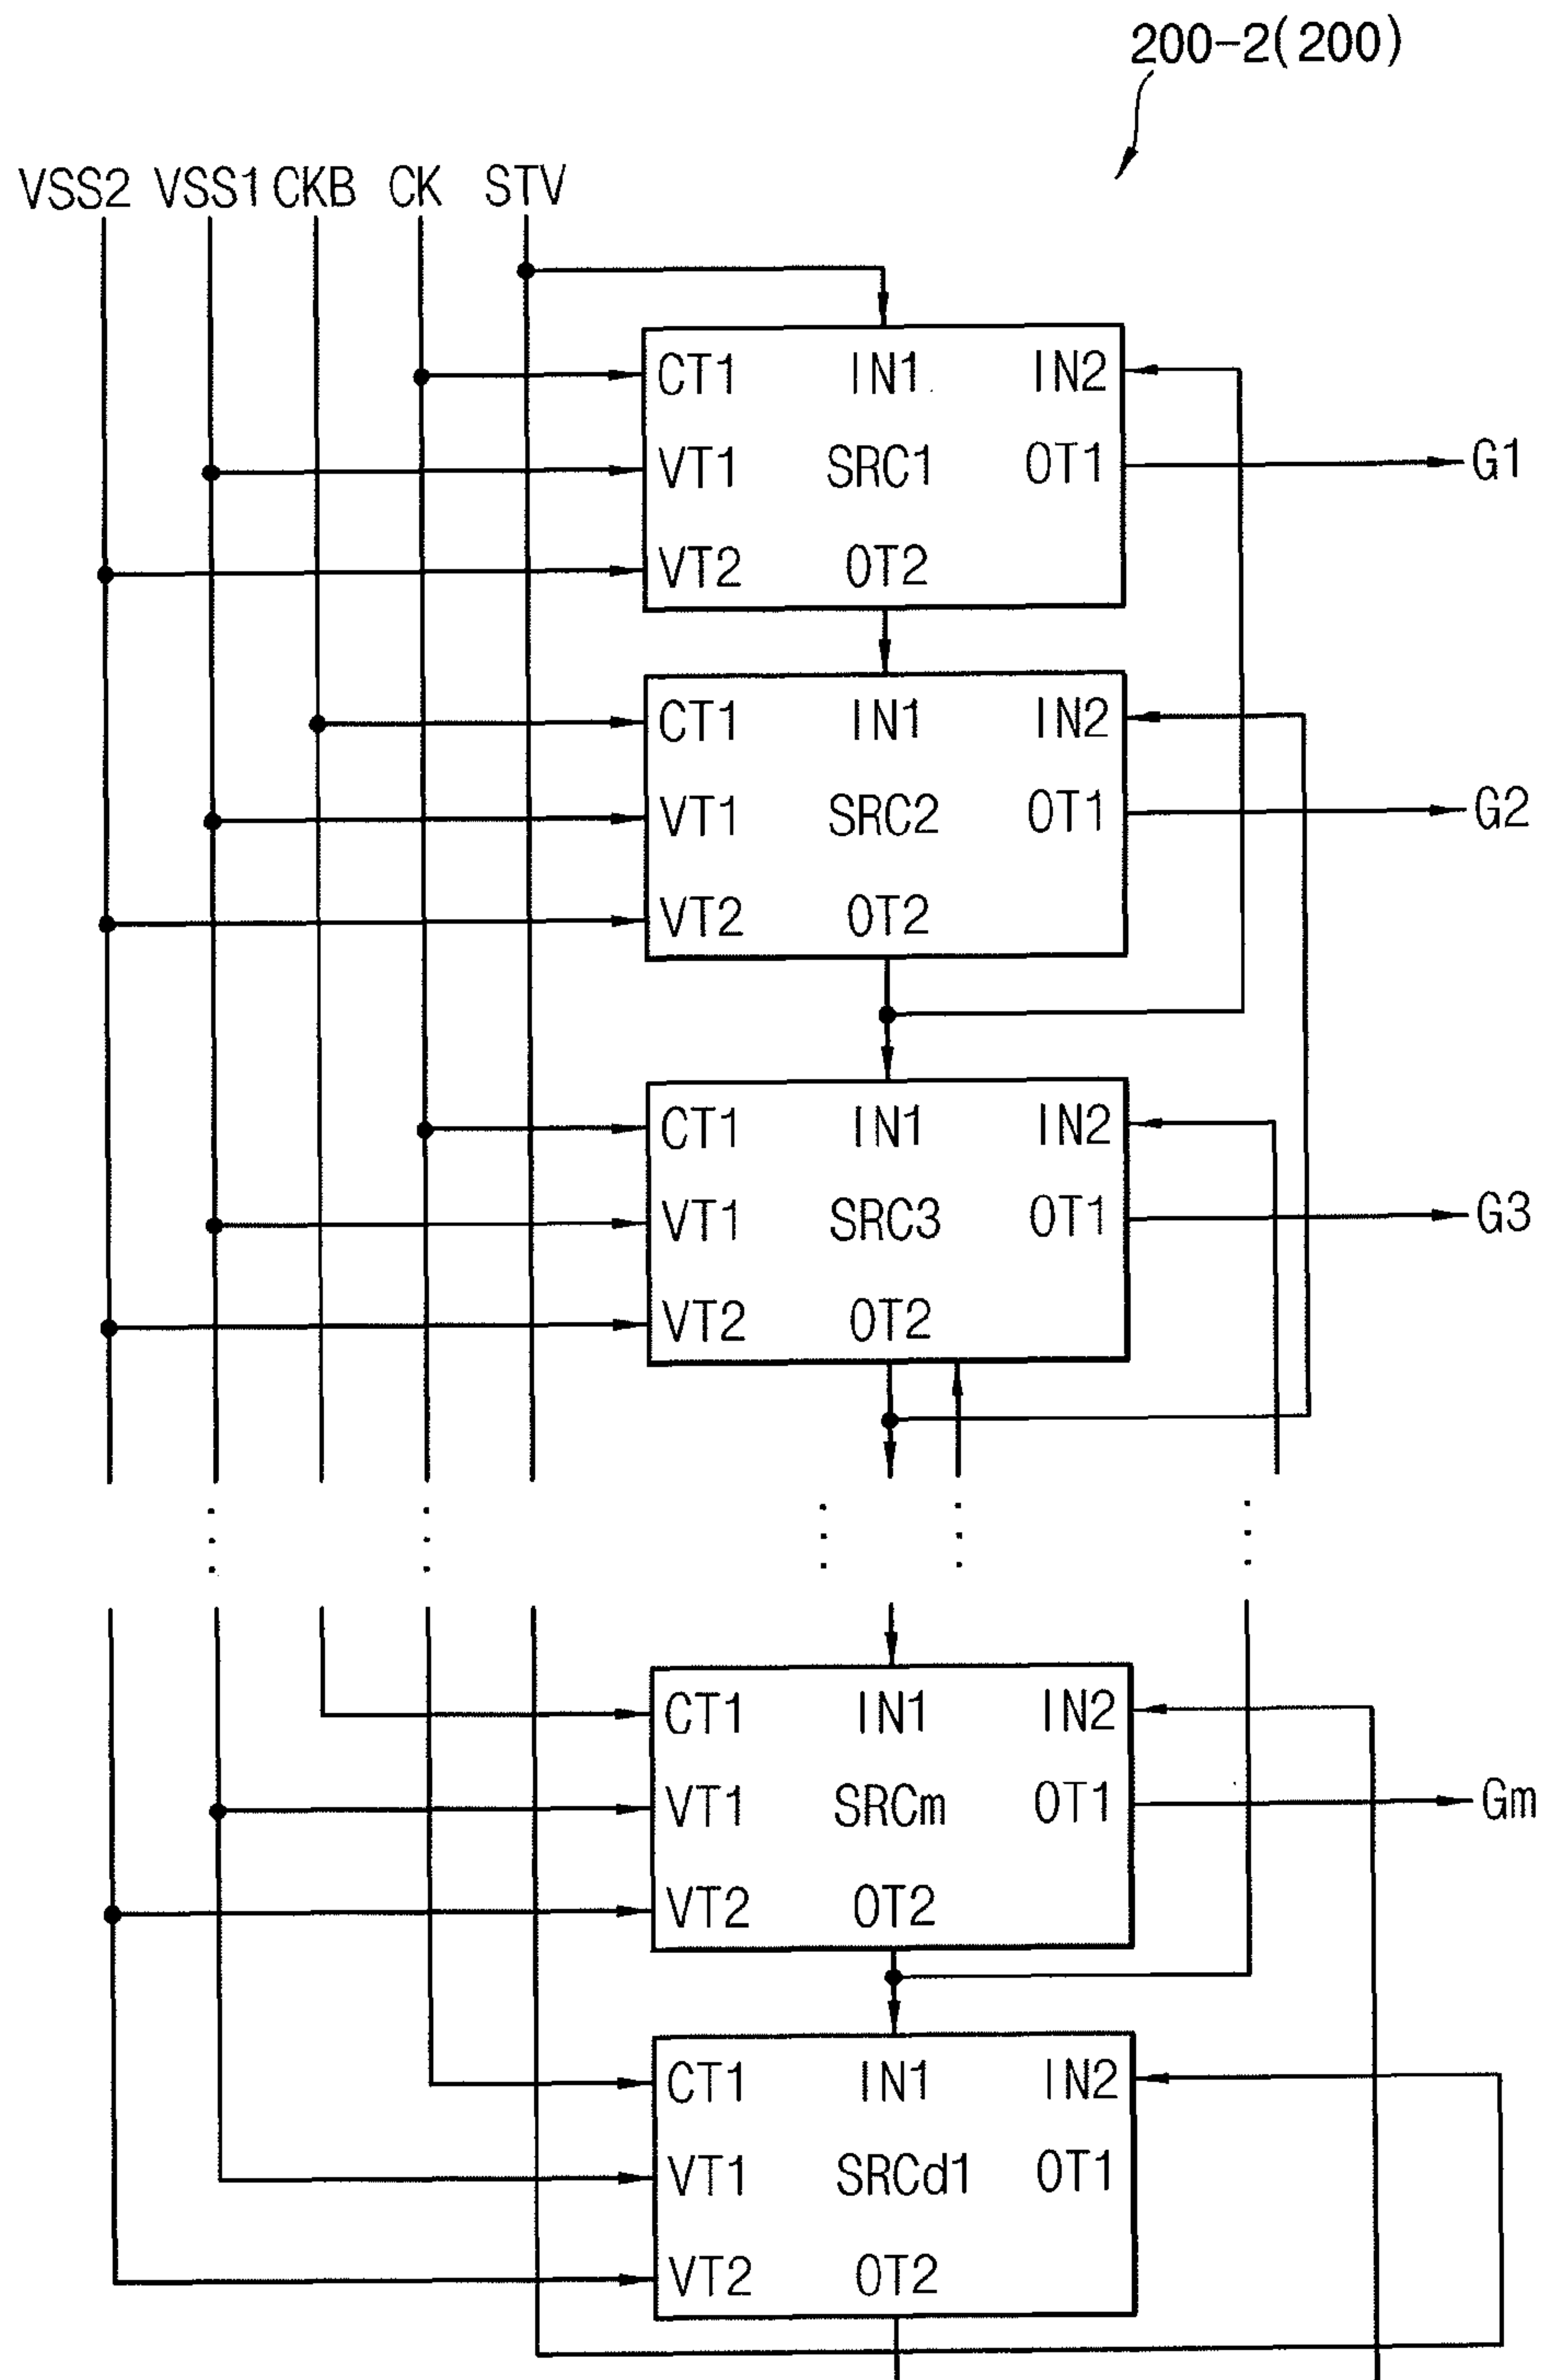 200-2(200)
VSS2 VSS1 CKB CK STV
CT1 IN1 IN2
VT1 SRC1 OT1 G1
VT2 OT2
CT1 IN1 IN2
VT1 SRC2 OT1 G2
VT2 OT2
CT1 IN1 IN2
VT1 SRC3 OT1 G3
VT2 OT2
CT1 IN1 IN2
VT1 SRCm OT1 Gm
VT2 OT2
CT1 IN1 IN2
VT1 SRCd1 OT1
VT2 OT2